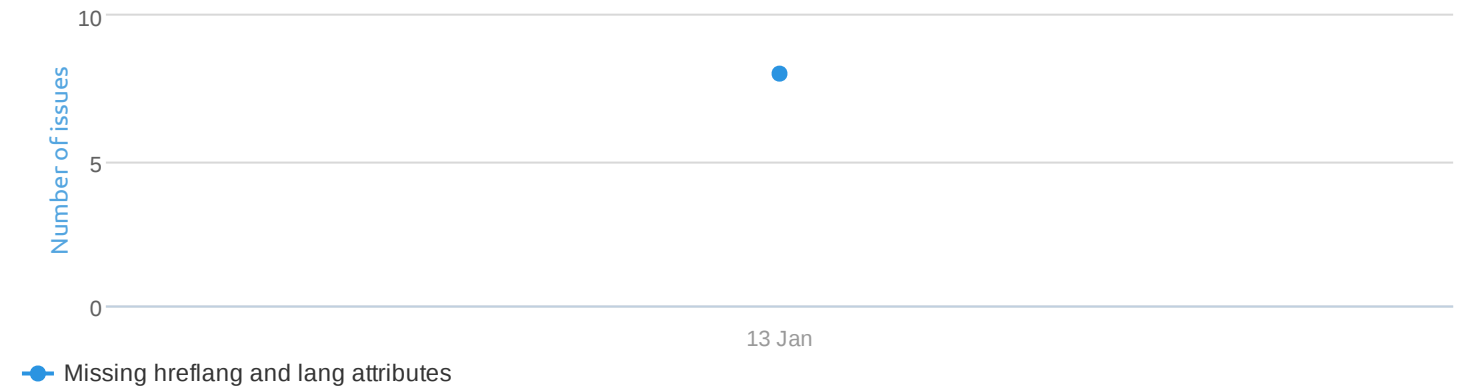 10
Number of issues
5
0
13 Jan
Missing hreflang and lang attributes